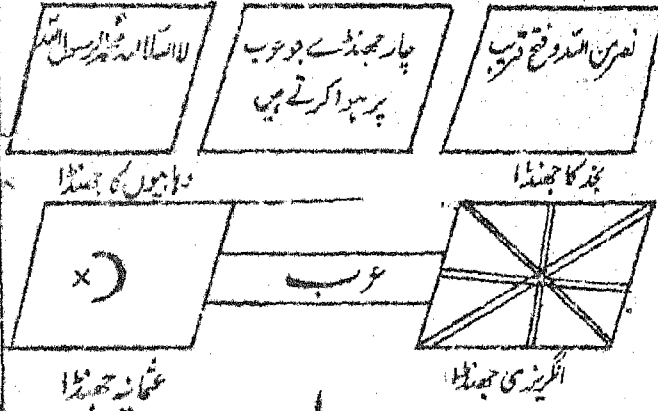 نصر من اللہ و فتح قریب
چار جھنڈے جو عرب
پر ہوا کرتے ہیں
لا الہ الا اللہ محمد الرسول اللہ
نجد کا جھنڈا
وہابیوں کا جھنڈا
عرب
انگریزی جھنڈا
عثمانیہ جھنڈا